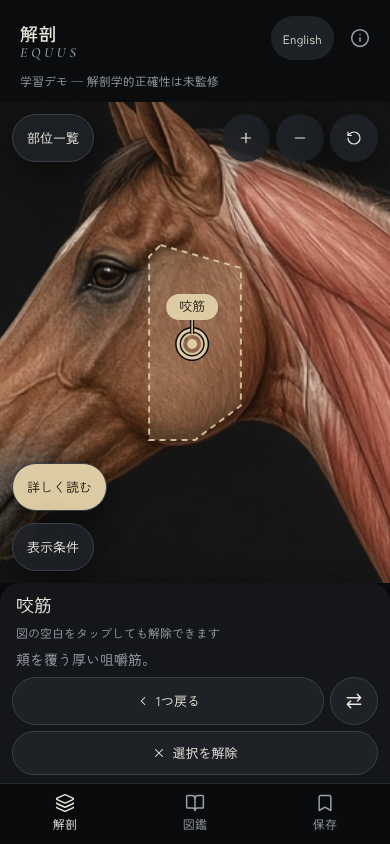 解剖
EQUUS
English
学習デモ — 解剖学的正確性は未監修
部位一覧
咬筋
詳しく読む
表示条件
咬筋
図の空白をタップしても解除できます
頬を覆う厚い咀嚼筋。
1つ戻る
選択を解除
解剖
図鑑
保存